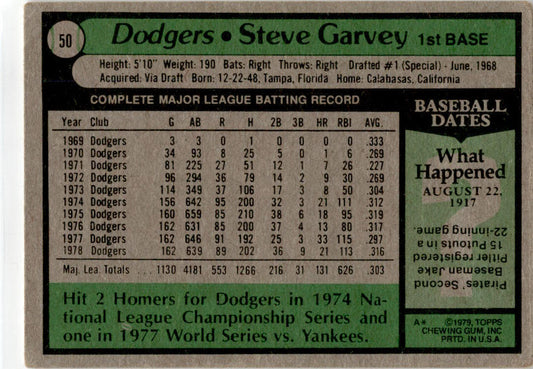 50
Dodgers • Steve Garvey 1st BASE
Height: 5'10" Weight: 190 Bats: Right Throws: Right Drafted #1 (Special) - June, 1968
Acquired: Via Draft Born: 12-22-48, Tampa, Florida Home: Calabasas, California
COMPLETE MAJOR LEAGUE BATTING RECORD
Year Club G AB R H 2B 3B HR RBI AVG.
1969 Dodgers 3 3 0 1 0 0 0 0 .333
1970 Dodgers 34 93 8 25 5 0 1 6 .269
1971 Dodgers 81 225 27 51 12 1 7 26 .227
1972 Dodgers 96 294 36 79 14 2 9 30 .269
1973 Dodgers 114 349 37 106 17 3 8 50 .304
1974 Dodgers 156 642 95 200 32 3 21 111 .312
1975 Dodgers 160 659 85 210 38 6 18 95 .319
1976 Dodgers 162 631 85 200 37 4 13 80 .317
1977 Dodgers 162 646 91 192 25 3 33 115 .297
1978 Dodgers 162 639 89 202 36 9 21 113 .316
Maj. Lea. Totals ... 1130 4181 553 1266 216 31 131 626 .303
Hit 2 Homers for Dodgers in 1974 Na-
tional League Championship Series and
one in 1977 World Series vs. Yankees.
BASEBALL
DATES
What
Happened
AUGUST 22,
1917
?
Pirates' Second
Baseman Jake
Pitler registered
15 Putouts in a
22-inning game.
A* ©1979, TOPPS
CHEWING GUM, INC
PRTD. IN U.S.A.